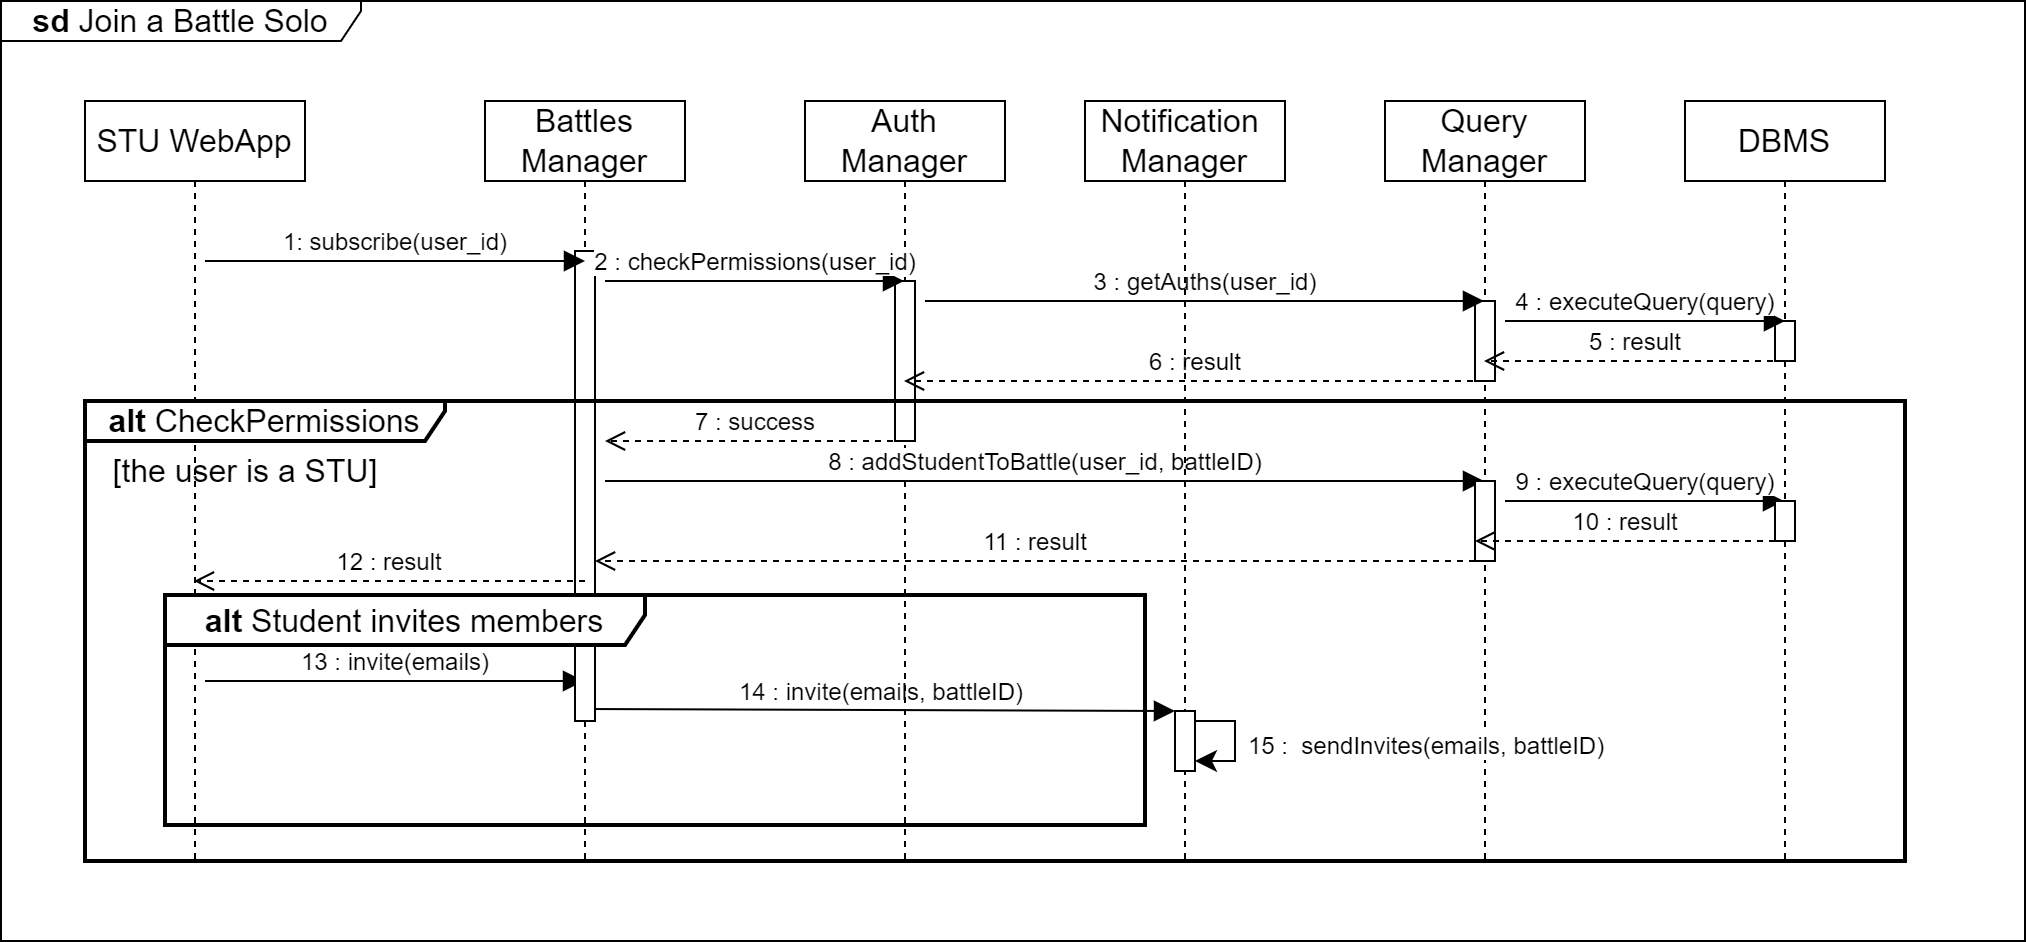 sd Join a Battle Solo
STU WebApp
Battles
Manager
Auth
Manager
Notification
Manager
Query
Manager
DBMS
1: subscribe(user_id)
2 : checkPermissions(user_id)
3 : getAuths(user_id)
4 : executeQuery(query)
5 : result
6 : result
alt CheckPermissions
7 : success
[the user is a STU]
8 : addStudentToBattle(user_id, battleID)
9 : executeQuery(query)
10 : result
11 : result
12 : result
alt Student invites members
13 : invite(emails)
14 : invite(emails, battleID)
15 :  sendInvites(emails, battleID)